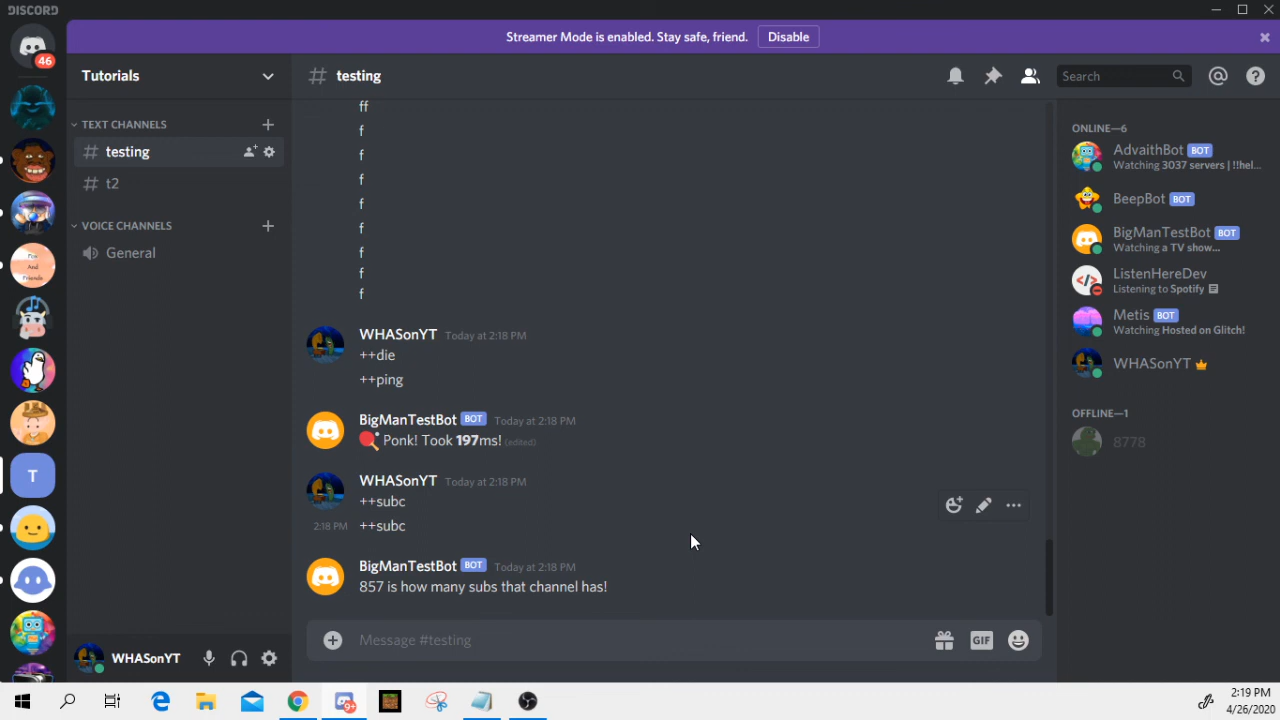 DISCORD
Streamer Mode is enabled. Stay safe, friend.
Disable
46
Tutorials
# testing
Search
TEXT CHANNELS
# testing
# t2
VOICE CHANNELS
General
Fox
And
Friends
T
ff
f
f
f
f
f
f
f
f
WHASonYT Today at 2:18 PM
++die
++ping
BigManTestBot BOT Today at 2:18 PM
Ponk! Took 197ms! (edited)
WHASonYT Today at 2:18 PM
++subc
2:18 PM ++subc
BigManTestBot BOT Today at 2:18 PM
857 is how many subs that channel has!
Message #testing
GIF
WHASonYT
ONLINE—6
AdvaithBot BOT
Watching 3037 servers | !!hel...
BeepBot BOT
BigManTestBot BOT
Watching a TV show...
ListenHereDev
Listening to Spotify
Metis BOT
Watching Hosted on Glitch!
WHASonYT
OFFLINE—1
8778
9+
2:19 PM
4/26/2020